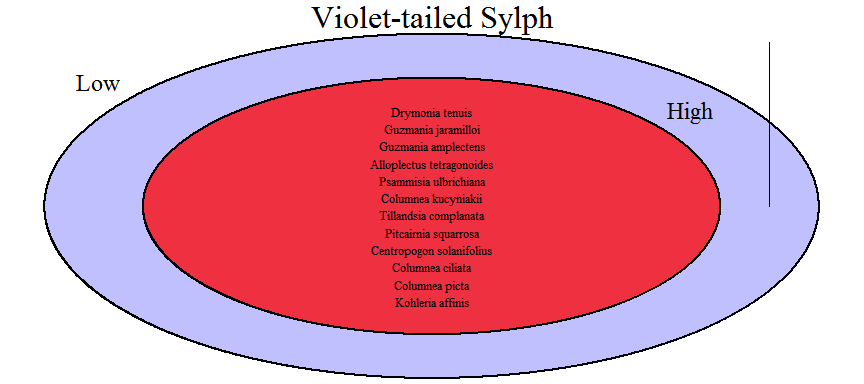 Violet-tailed Sylph
Low
High
Drymonia tenuis
Guzmania jaramilloi
Guzmania amplectens
Alloplectus tetragonoides
Psammisia ulbrichiana
Columnea kucyniakii
Tillandsia complanata
Pitcairnia squarrosa
Centropogon solanifolius
Columnea ciliata
Columnea picta
Kohleria affinis